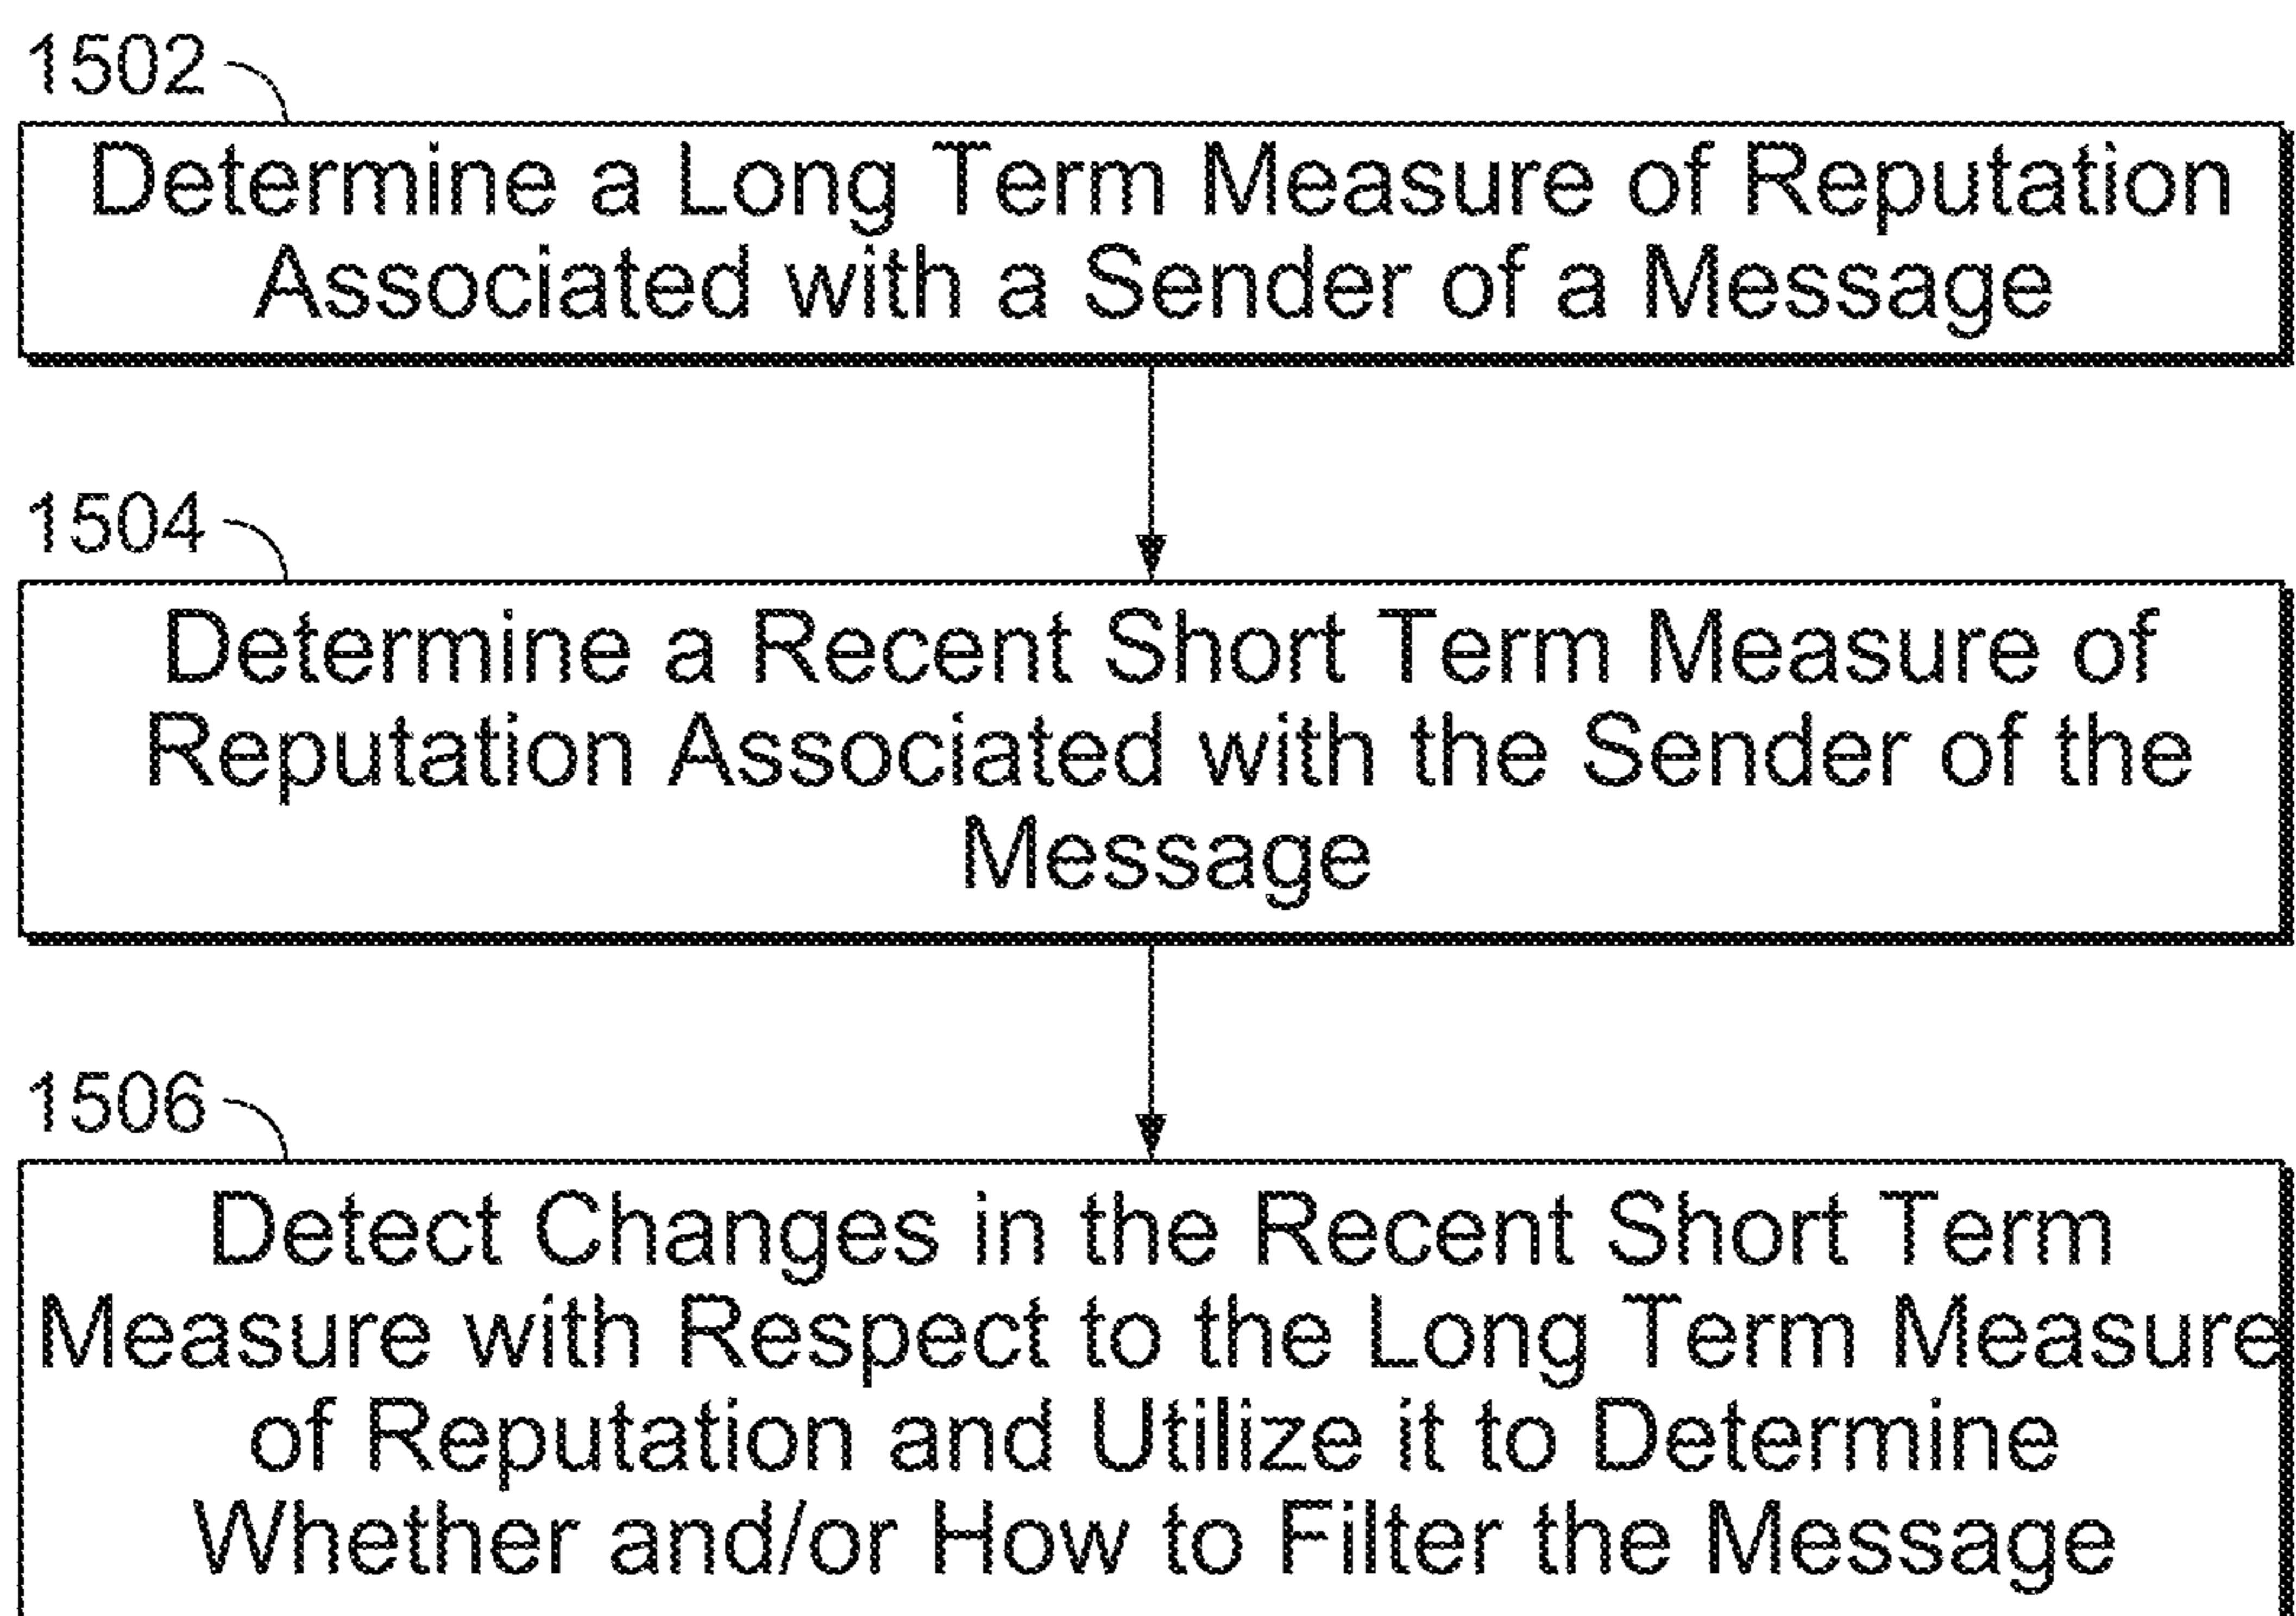 1502
Determine a Long Term Measure of Reputation
Associated with a Sender of a Message
1504
Determine a Recent Short Term Measure of
Reputation Associated with the Sender of the
Message
1506
Detect Changes in the Recent Short Term
Measure with Respect to the Long Term Measure
of Reputation and Utilize it to Determine
Whether and/or How to Filter the Message